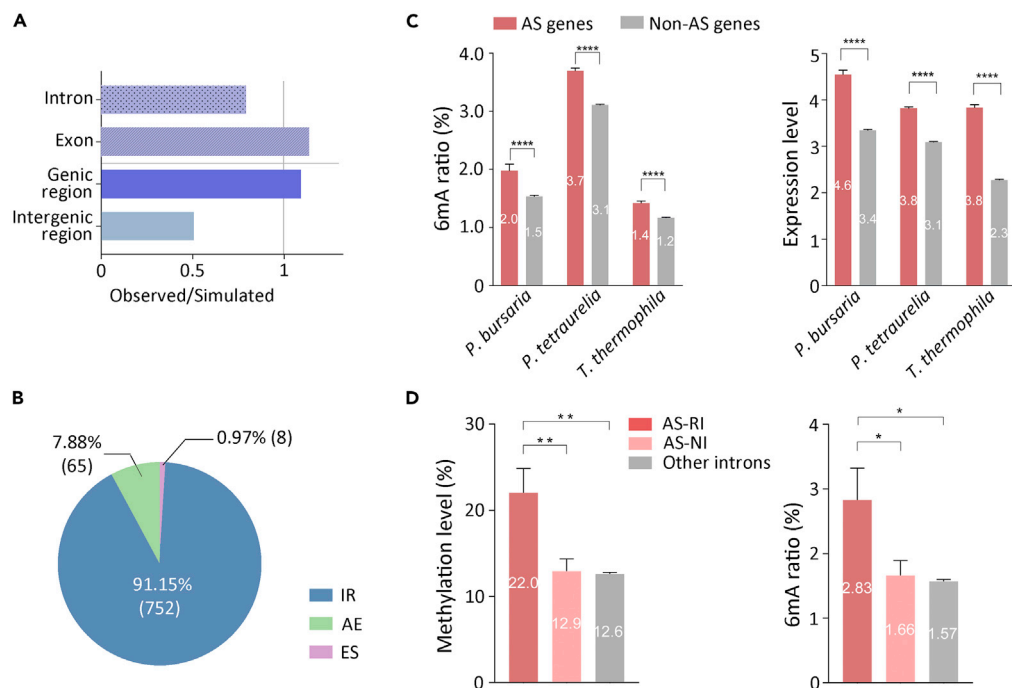 A
Intron
Exon
Genic
region
Intergenic
region
0
0.5
1
Observed/Simulated
B
7.88%
(65)
0.97% (8)
91.15%
(752)
IR
AE
ES
C
AS genes
Non-AS genes
6mA ratio (%)
4.0
3.0
2.0
1.0
0
****
****
****
2.0
1.5
3.7
3.1
1.4
1.2
P. bursaria
P. tetraurelia
T. thermophila
Expression level
5
4
3
2
1
0
****
****
****
4.6
3.4
3.8
3.1
3.8
2.3
P. bursaria
P. tetraurelia
T. thermophila
D
AS-RI
AS-NI
Other introns
Methylation level (%)
30
20
10
0
**
**
22.0
12.9
12.6
6mA ratio (%)
4
3
2
1
0
*
*
2.83
1.66
1.57